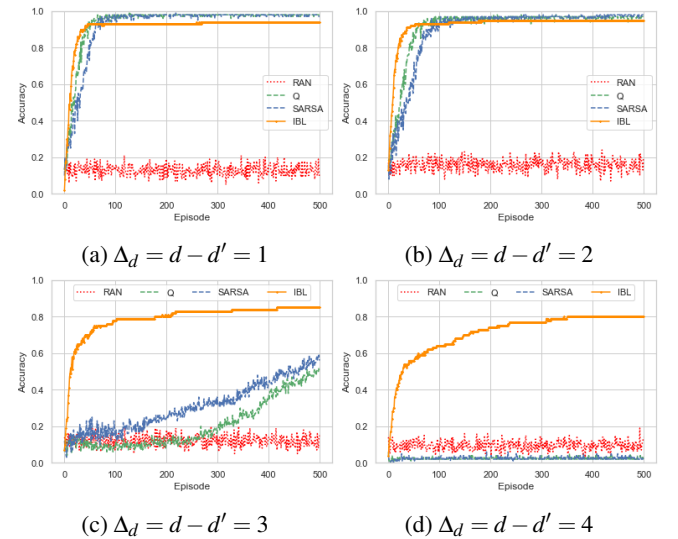 1.0
0.8
0.6
0.4
0.2
0.0
Accuracy
0 100 200 300 400 500
Episode
RAN
Q
SARSA
IBL
(a) Δd = d − d′ = 1
1.0
0.8
0.6
0.4
0.2
0.0
Accuracy
0 100 200 300 400 500
Episode
RAN
Q
SARSA
IBL
(b) Δd = d − d′ = 2
1.0
0.8
0.6
0.4
0.2
0.0
Accuracy
RAN Q SARSA IBL
0 100 200 300 400 500
Episode
(c) Δd = d − d′ = 3
1.0
0.8
0.6
0.4
0.2
0.0
Accuracy
RAN Q SARSA IBL
0 100 200 300 400 500
Episode
(d) Δd = d − d′ = 4